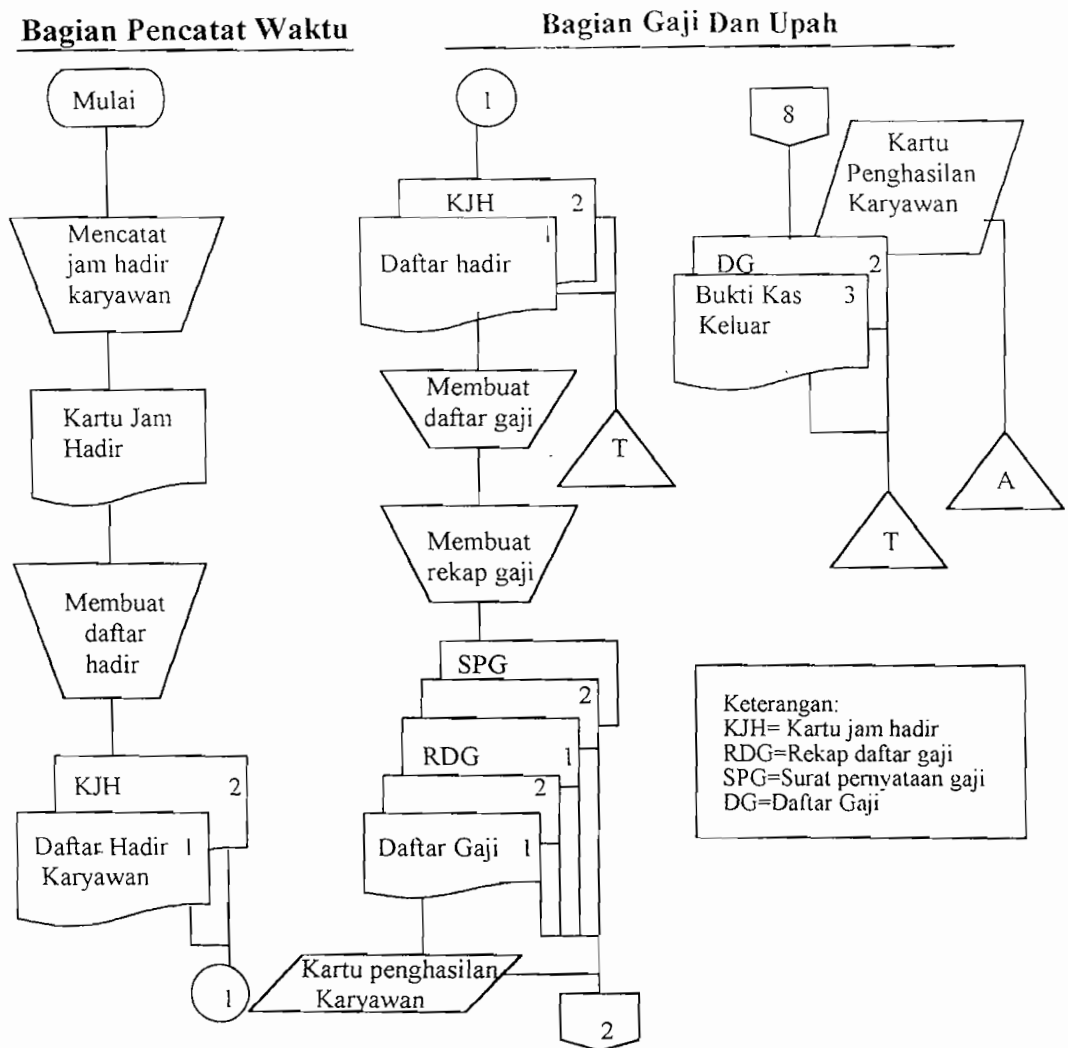 Bagian Pencatat Waktu
Mulai
Mencatat
jam hadir
karyawan
Kartu Jam
Hadir
Membuat
daftar
hadir
KJH 2
Daftar Hadir 1
Karyawan
1
Bagian Gaji Dan Upah
1
KJH 2
1
Daftar hadir
Membuat
daftar gaji
T
Membuat
rekap gaji
SPG
2
RDG 1
2
Daftar Gaji 1
Kartu penghasilan
Karyawan
2
8
Kartu
Penghasilan
Karyawan
DG 2
Bukti Kas 3
Keluar
T
A
Keterangan:
KJH= Kartu jam hadir
RDG=Rekap daftar gaji
SPG=Surat pernyataan gaji
DG=Daftar Gaji